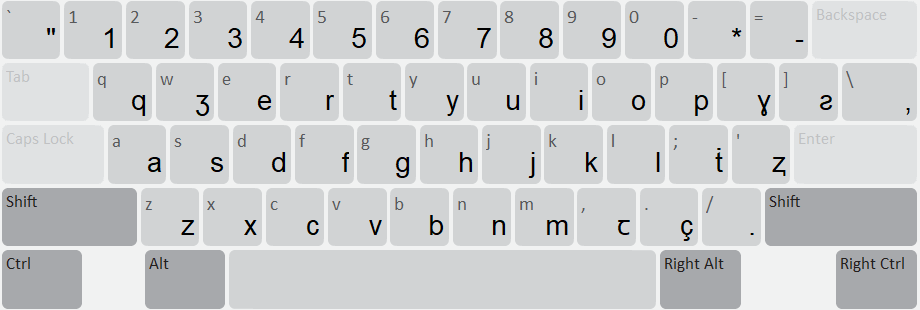 ` " 1 1 2 2 3 3 4 4 5 5 6 6 7 7 8 8 9 9 0 0 - * = - Backspace
Tab q q w ʒ e e r r t t y y u u i i o o p p [ ɣ ] ƨ \ ,
Caps Lock a a s s d d f f g g h h j j k k l l ; ṫ ' ⱬ Enter
Shift z z x x c c v v b b n n m m , ꞇ . ç / . Shift
Ctrl Alt Right Alt Right Ctrl